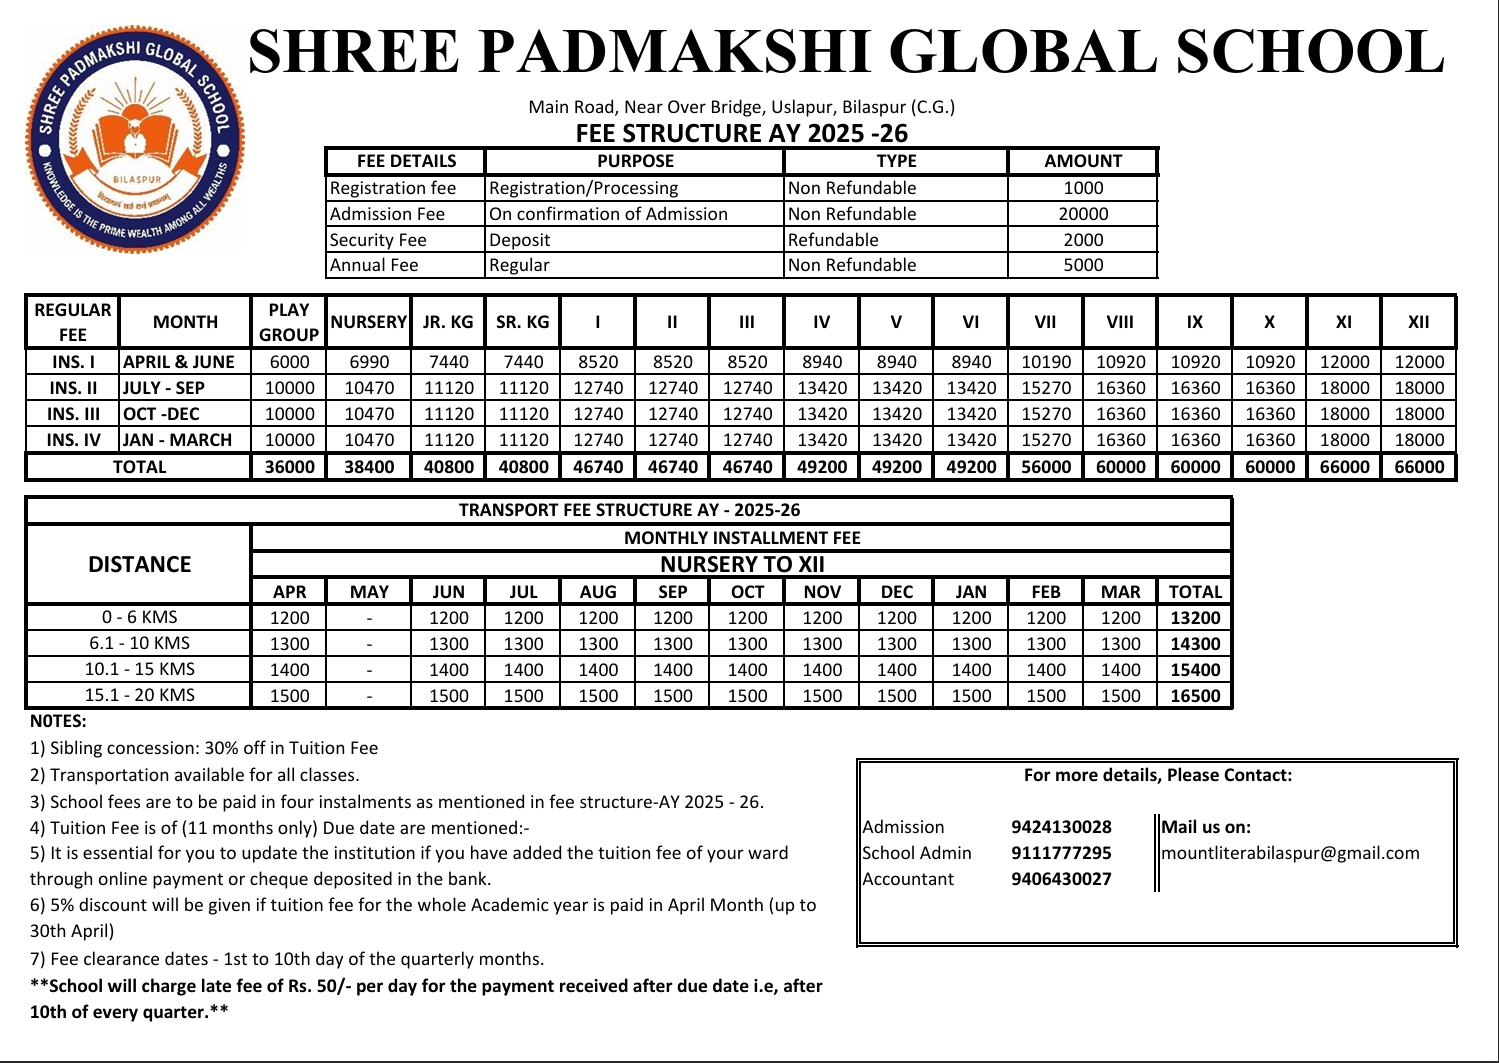 SHREE PADMAKSHI GLOBAL SCHOOL
SHREE PADMAKSHI GLOBAL SCHOOL
BILASPUR
KNOWLEDGE IS THE PRIME WEALTH AMONG ALL WEALTHS
Main Road, Near Over Bridge, Uslapur, Bilaspur (C.G.)
FEE STRUCTURE AY 2025 -26
FEE DETAILS PURPOSE TYPE AMOUNT
Registration fee Registration/Processing Non Refundable 1000
Admission Fee On confirmation of Admission Non Refundable 20000
Security Fee Deposit Refundable 2000
Annual Fee Regular Non Refundable 5000
REGULAR FEE MONTH PLAY GROUP NURSERY JR. KG SR. KG I II III IV V VI VII VIII IX X XI XII
INS. I APRIL & JUNE 6000 6990 7440 7440 8520 8520 8520 8940 8940 8940 10190 10920 10920 10920 12000 12000
INS. II JULY - SEP 10000 10470 11120 11120 12740 12740 12740 13420 13420 13420 15270 16360 16360 16360 18000 18000
INS. III OCT -DEC 10000 10470 11120 11120 12740 12740 12740 13420 13420 13420 15270 16360 16360 16360 18000 18000
INS. IV JAN - MARCH 10000 10470 11120 11120 12740 12740 12740 13420 13420 13420 15270 16360 16360 16360 18000 18000
TOTAL 36000 38400 40800 40800 46740 46740 46740 49200 49200 49200 56000 60000 60000 60000 66000 66000
TRANSPORT FEE STRUCTURE AY - 2025-26
MONTHLY INSTALLMENT FEE
DISTANCE NURSERY TO XII
APR MAY JUN JUL AUG SEP OCT NOV DEC JAN FEB MAR TOTAL
0 - 6 KMS 1200 - 1200 1200 1200 1200 1200 1200 1200 1200 1200 1200 13200
6.1 - 10 KMS 1300 - 1300 1300 1300 1300 1300 1300 1300 1300 1300 1300 14300
10.1 - 15 KMS 1400 - 1400 1400 1400 1400 1400 1400 1400 1400 1400 1400 15400
15.1 - 20 KMS 1500 - 1500 1500 1500 1500 1500 1500 1500 1500 1500 1500 16500
N0TES:
1) Sibling concession: 30% off in Tuition Fee
2) Transportation available for all classes.
3) School fees are to be paid in four instalments as mentioned in fee structure-AY 2025 - 26.
4) Tuition Fee is of (11 months only) Due date are mentioned:-
5) It is essential for you to update the institution if you have added the tuition fee of your ward
through online payment or cheque deposited in the bank.
6) 5% discount will be given if tuition fee for the whole Academic year is paid in April Month (up to
30th April)
7) Fee clearance dates - 1st to 10th day of the quarterly months.
**School will charge late fee of Rs. 50/- per day for the payment received after due date i.e, after
10th of every quarter.**
For more details, Please Contact:
Admission 9424130028 Mail us on:
School Admin 9111777295 mountliterabilaspur@gmail.com
Accountant 9406430027